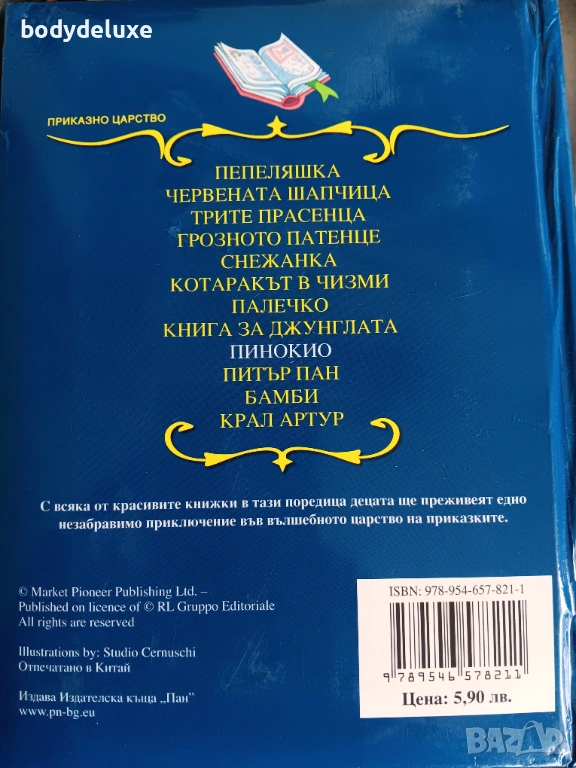 bodydeluxe
ПРИКАЗНО ЦАРСТВО
ПЕПЕЛЯШКА
ЧЕРВЕНАТА ШАПЧИЦА
ТРИТЕ ПРАСЕНЦА
ГРОЗНОТО ПАТЕНЦЕ
СНЕЖАНКА
КОТАРАКЪТ В ЧИЗМИ
ПАЛЕЧКО
КНИГА ЗА ДЖУНГЛАТА
ПИНОКИО
ПИТЪР ПАН
БАМБИ
КРАЛ АРТУР
С всяка от красивите книжки в тази поредица децата ще преживеят едно
незабравимо приключение във вълшебното царство на приказките.
© Market Pioneer Publishing Ltd. –
Published on licence of © RL Gruppo Editoriale
All rights are reserved
Illustrations by: Studio Cernuschi
Отпечатано в Китай
Издава Издателска къща „Пан"
www.pn-bg.eu
ISBN: 978-954-657-821-1
9 789546 578211
Цена: 5,90 лв.
BAZAR